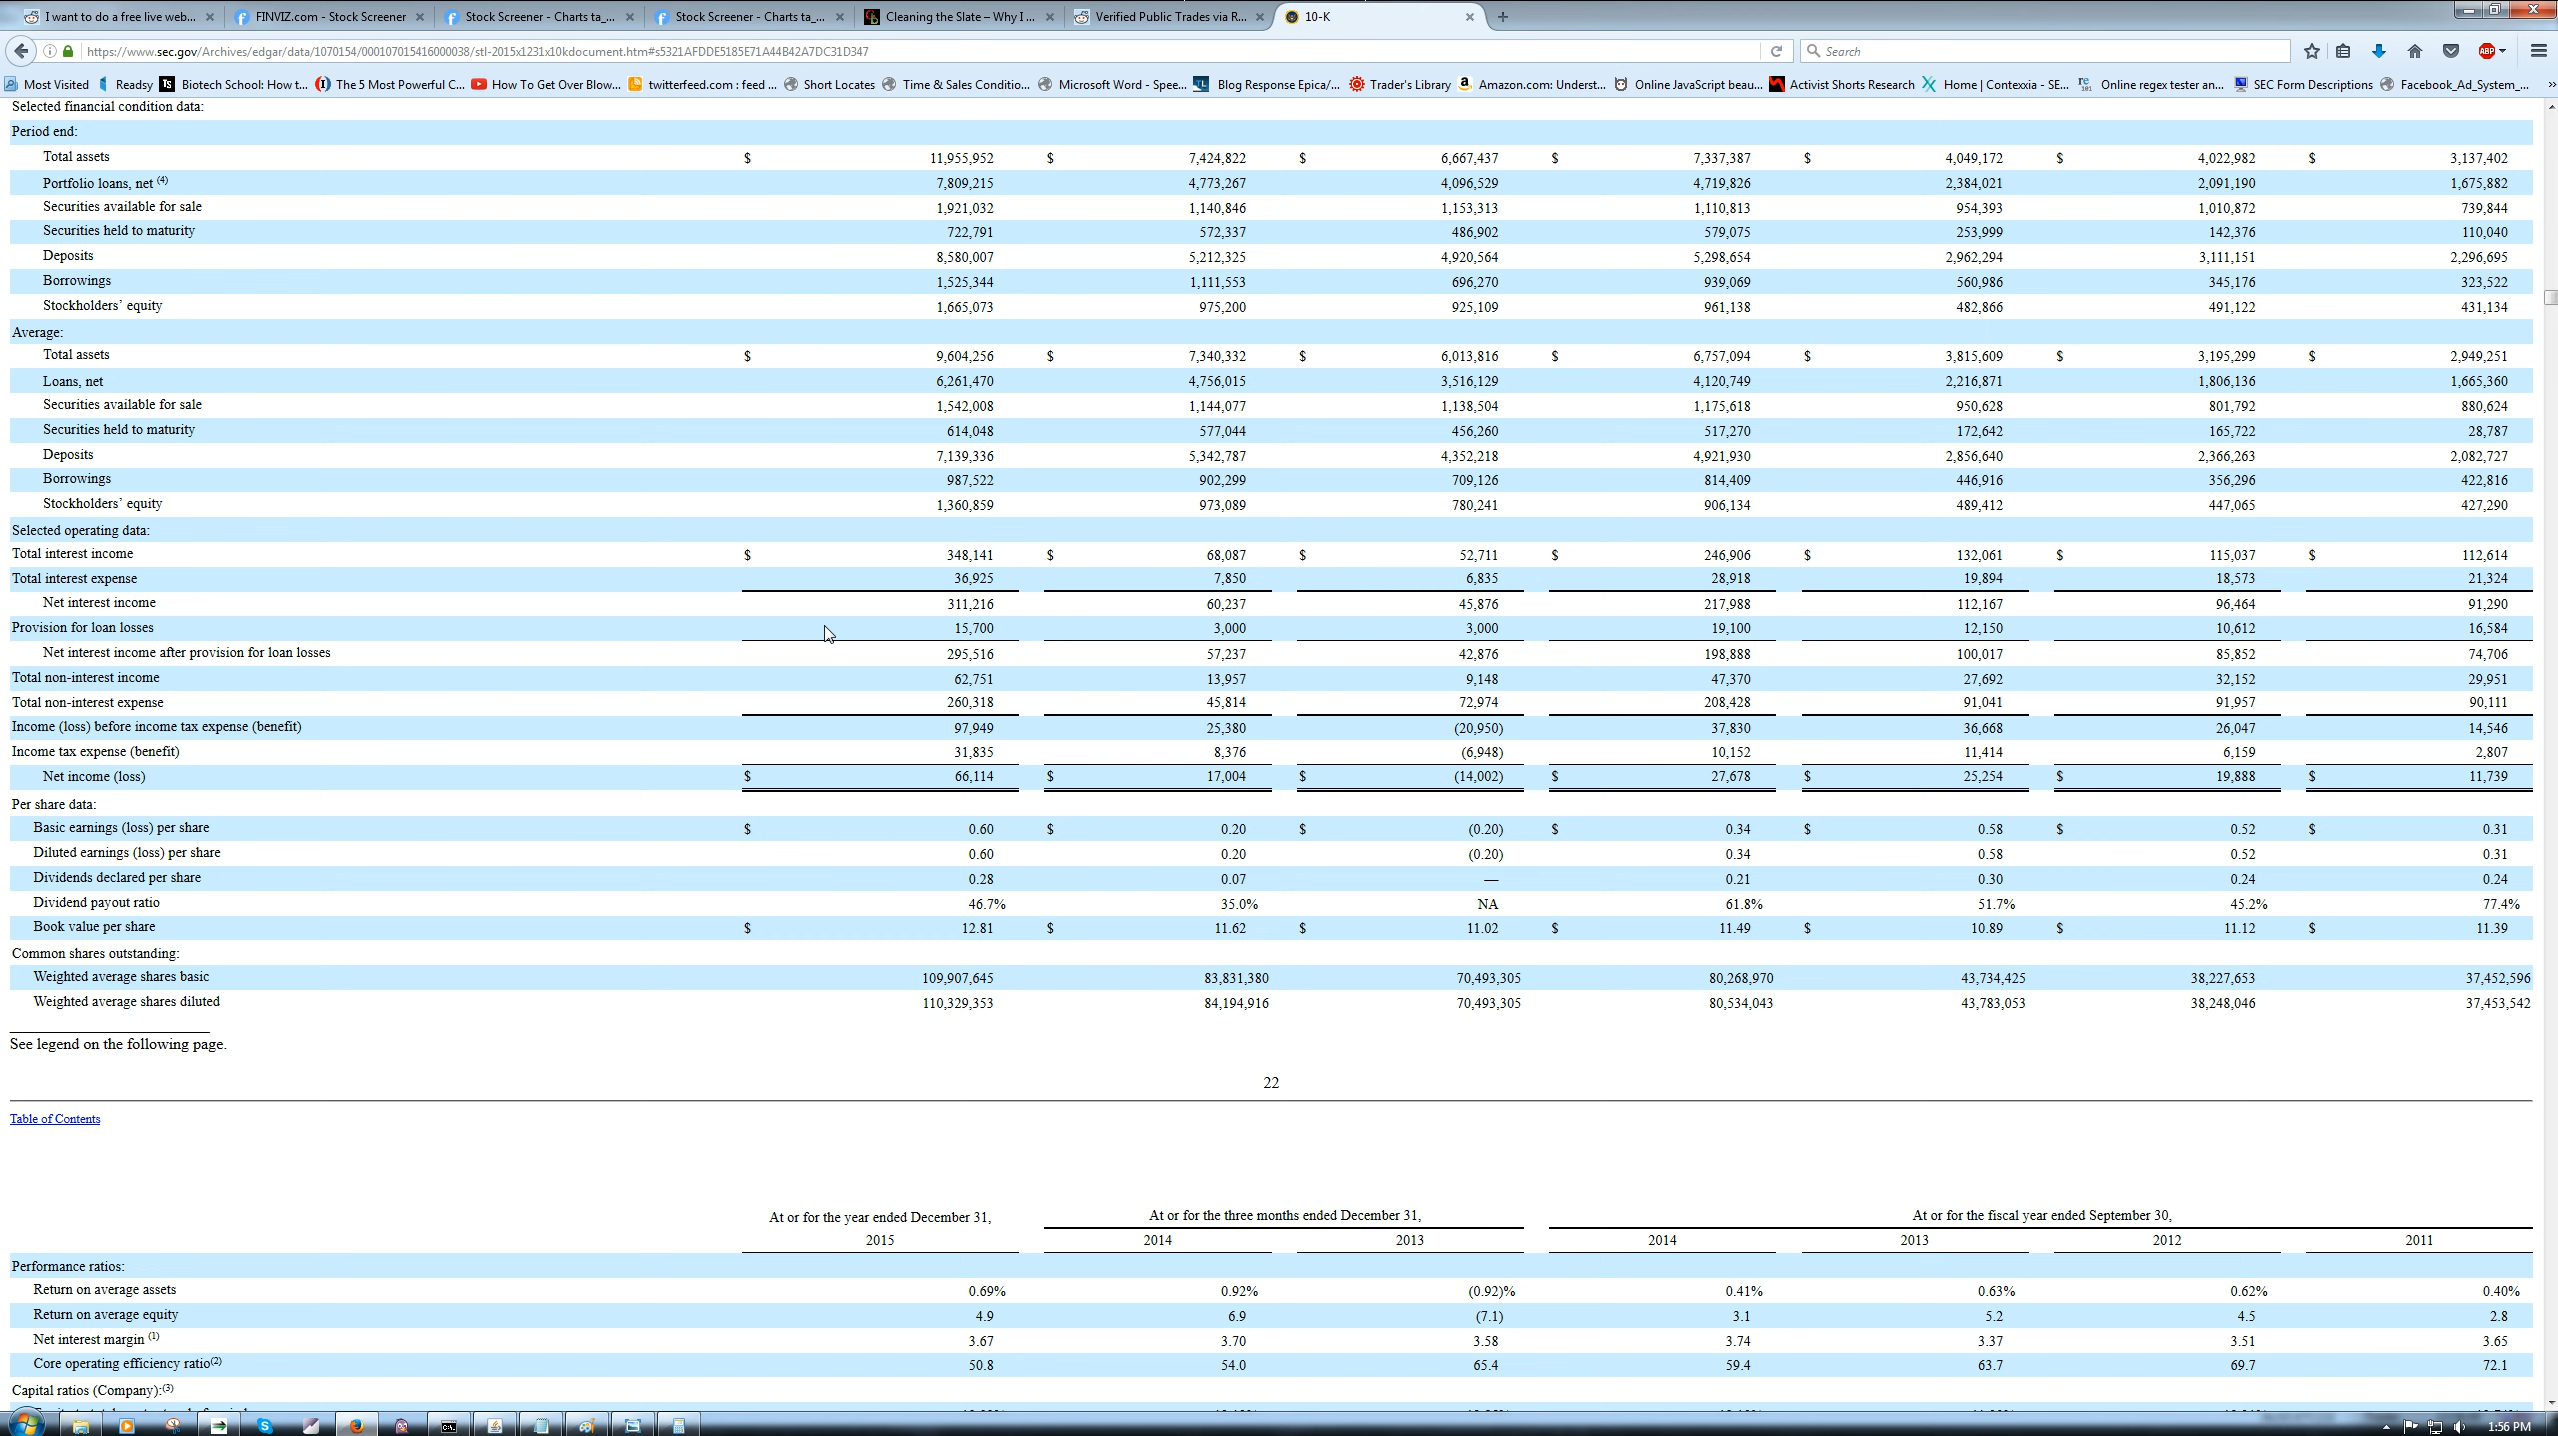 I want to do a free live web... × FINVIZ.com - Stock Screener × Stock Screener - Charts ta_... × Stock Screener - Charts ta_... × Cleaning the Slate – Why I ... × Verified Public Trades via R... × 10-K ×
https://www.sec.gov/Archives/edgar/data/1070154/000107015416000038/stl-2015x1231x10kdocument.htm#s5321AFDDE5185E71A44B42A7DC31D347 Search ABP
Most Visited Readsy Biotech School: How t... The 5 Most Powerful C... How To Get Over Blow... twitterfeed.com : feed ... Short Locates Time & Sales Conditio... Microsoft Word - Spee... Blog Response Epica/... Trader's Library Amazon.com: Underst... Online JavaScript beau... Activist Shorts Research Home | Contexxia - SE... Online regex tester an... SEC Form Descriptions Facebook_Ad_System_... »
Selected financial condition data:
Period end:
Total assets $ 11,955,952 $ 7,424,822 $ 6,667,437 $ 7,337,387 $ 4,049,172 $ 4,022,982 $ 3,137,402
Portfolio loans, net (4) 7,809,215 4,773,267 4,096,529 4,719,826 2,384,021 2,091,190 1,675,882
Securities available for sale 1,921,032 1,140,846 1,153,313 1,110,813 954,393 1,010,872 739,844
Securities held to maturity 722,791 572,337 486,902 579,075 253,999 142,376 110,040
Deposits 8,580,007 5,212,325 4,920,564 5,298,654 2,962,294 3,111,151 2,296,695
Borrowings 1,525,344 1,111,553 696,270 939,069 560,986 345,176 323,522
Stockholders’ equity 1,665,073 975,200 925,109 961,138 482,866 491,122 431,134
Average:
Total assets $ 9,604,256 $ 7,340,332 $ 6,013,816 $ 6,757,094 $ 3,815,609 $ 3,195,299 $ 2,949,251
Loans, net 6,261,470 4,756,015 3,516,129 4,120,749 2,216,871 1,806,136 1,665,360
Securities available for sale 1,542,008 1,144,077 1,138,504 1,175,618 950,628 801,792 880,624
Securities held to maturity 614,048 577,044 456,260 517,270 172,642 165,722 28,787
Deposits 7,139,336 5,342,787 4,352,218 4,921,930 2,856,640 2,366,263 2,082,727
Borrowings 987,522 902,299 709,126 814,409 446,916 356,296 422,816
Stockholders’ equity 1,360,859 973,089 780,241 906,134 489,412 447,065 427,290
Selected operating data:
Total interest income $ 348,141 $ 68,087 $ 52,711 $ 246,906 $ 132,061 $ 115,037 $ 112,614
Total interest expense 36,925 7,850 6,835 28,918 19,894 18,573 21,324
Net interest income 311,216 60,237 45,876 217,988 112,167 96,464 91,290
Provision for loan losses 15,700 3,000 3,000 19,100 12,150 10,612 16,584
Net interest income after provision for loan losses 295,516 57,237 42,876 198,888 100,017 85,852 74,706
Total non-interest income 62,751 13,957 9,148 47,370 27,692 32,152 29,951
Total non-interest expense 260,318 45,814 72,974 208,428 91,041 91,957 90,111
Income (loss) before income tax expense (benefit) 97,949 25,380 (20,950) 37,830 36,668 26,047 14,546
Income tax expense (benefit) 31,835 8,376 (6,948) 10,152 11,414 6,159 2,807
Net income (loss) $ 66,114 $ 17,004 $ (14,002) $ 27,678 $ 25,254 $ 19,888 $ 11,739
Per share data:
Basic earnings (loss) per share $ 0.60 $ 0.20 $ (0.20) $ 0.34 $ 0.58 $ 0.52 $ 0.31
Diluted earnings (loss) per share 0.60 0.20 (0.20) 0.34 0.58 0.52 0.31
Dividends declared per share 0.28 0.07 — 0.21 0.30 0.24 0.24
Dividend payout ratio 46.7% 35.0% NA 61.8% 51.7% 45.2% 77.4%
Book value per share $ 12.81 $ 11.62 $ 11.02 $ 11.49 $ 10.89 $ 11.12 $ 11.39
Common shares outstanding:
Weighted average shares basic 109,907,645 83,831,380 70,493,305 80,268,970 43,734,425 38,227,653 37,452,596
Weighted average shares diluted 110,329,353 84,194,916 70,493,305 80,534,043 43,783,053 38,248,046 37,453,542
See legend on the following page.
22
Table of Contents
At or for the year ended December 31, At or for the three months ended December 31, At or for the fiscal year ended September 30,
2015 2014 2013 2014 2013 2012 2011
Performance ratios:
Return on average assets 0.69% 0.92% (0.92)% 0.41% 0.63% 0.62% 0.40%
Return on average equity 4.9 6.9 (7.1) 3.1 5.2 4.5 2.8
Net interest margin (1) 3.67 3.70 3.58 3.74 3.37 3.51 3.65
Core operating efficiency ratio(2) 50.8 54.0 65.4 59.4 63.7 69.7 72.1
Capital ratios (Company):(3)
1:56 PM